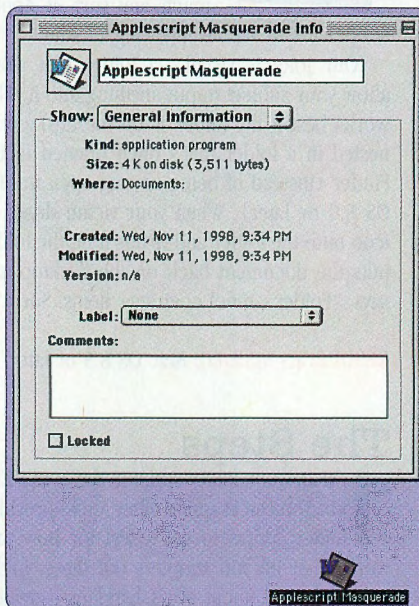 Applescript Masquerade Info
Applescript Masquerade
Show: General Information
Kind: application program
Size: 4 K on disk (3,511 bytes)
Where: Documents:
Created: Wed, Nov 11, 1998, 9:34 PM
Modified: Wed, Nov 11, 1998, 9:34 PM
Version: n/a
Label: None
Comments:
Locked
Applescript Masquerade